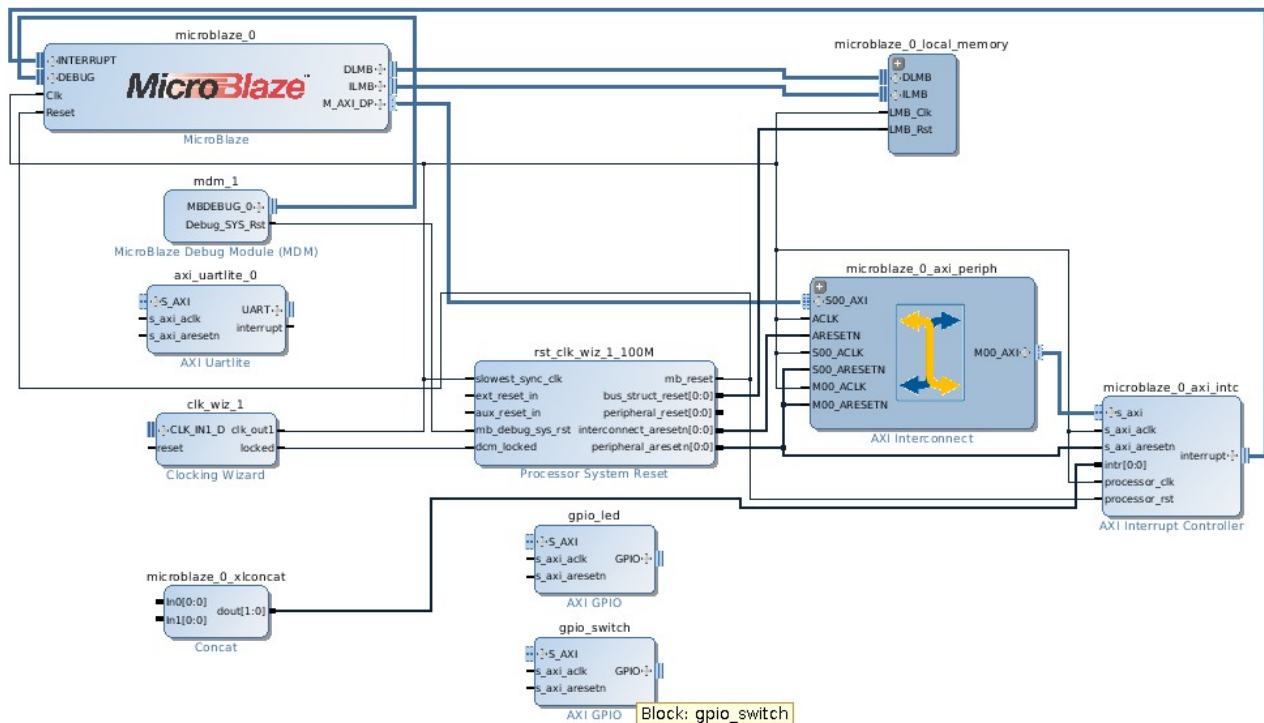 microblaze_0
INTERRUPT
DEBUG
Clk
Reset
MicroBlaze™
DLMB
ILMB
M_AXI_DP
MicroBlaze
microblaze_0_local_memory
DLMB
ILMB
LMB_Clk
LMB_Rst
mdm_1
MBDEBUG_0
Debug_SYS_Rst
MicroBlaze Debug Module (MDM)
axi_uartlite_0
S_AXI
s_axi_aclk
s_axi_aresetn
UART
interrupt
AXI Uartlite
microblaze_0_axi_periph
S00_AXI
ACLK
ARESETN
S00_ACLK
S00_ARESETN
M00_ACLK
M00_ARESETN
M00_AXI
AXI Interconnect
rst_clk_wiz_1_100M
slowest_sync_clk
ext_reset_in
aux_reset_in
mb_debug_sys_rst
dcm_locked
mb_reset
bus_struct_reset[0:0]
peripheral_reset[0:0]
interconnect_aresetn[0:0]
peripheral_aresetn[0:0]
Processor System Reset
clk_wiz_1
CLK_IN1_D
reset
clk_out1
locked
Clocking Wizard
microblaze_0_axi_intc
s_axi
s_axi_aclk
s_axi_aresetn
intr[0:0]
processor_clk
processor_rst
interrupt
AXI Interrupt Controller
gpio_led
S_AXI
s_axi_aclk
s_axi_aresetn
GPIO
AXI GPIO
microblaze_0_xlconcat
In0[0:0]
In1[0:0]
dout[1:0]
Concat
gpio_switch
S_AXI
s_axi_aclk
s_axi_aresetn
GPIO
AXI GPIO
Block: gpio_switch